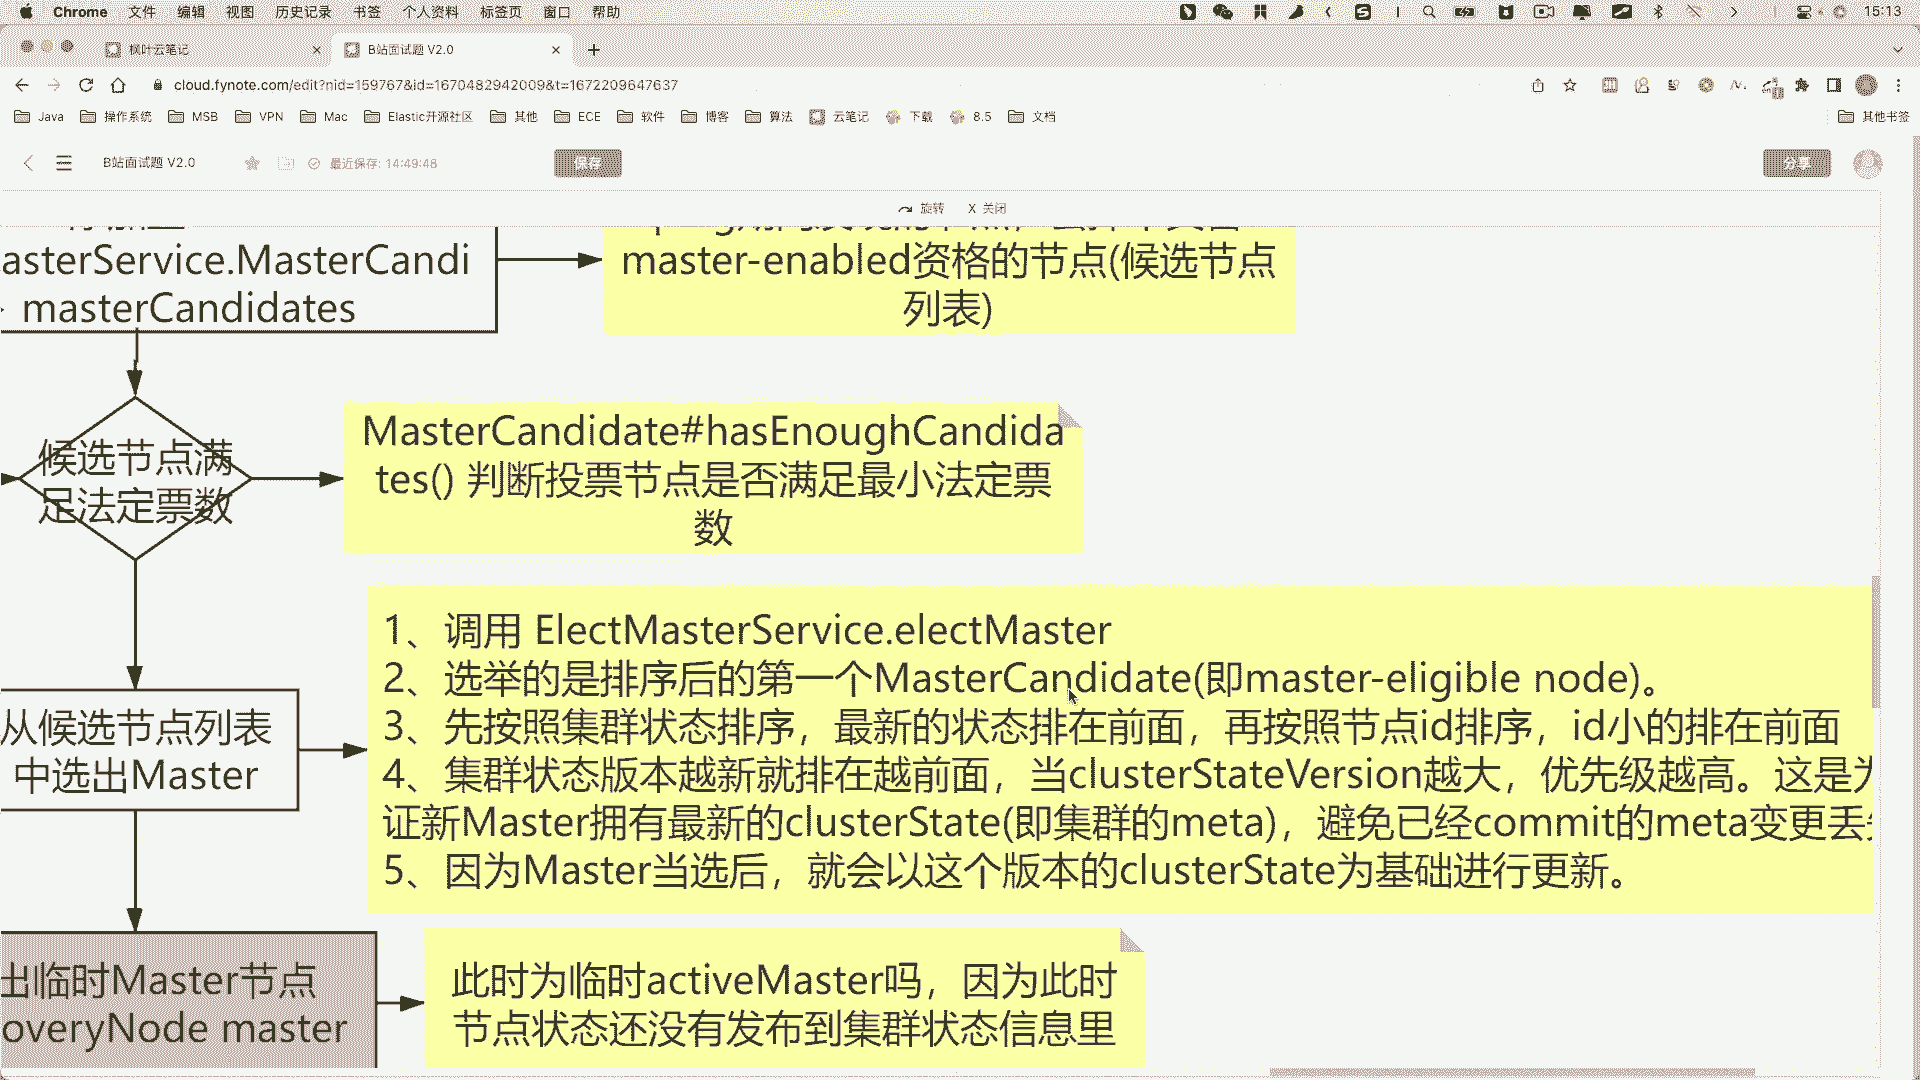 Chrome 文件 编辑 视图 历史记录 书签 个人资料 标签页 窗口 帮助 15:13
枫叶云笔记 B站面试题 V2.0
cloud.fynote.com/edit?nid=159767&id=1670482942009&t=1672209647637
Java 操作系统 MSB VPN Mac Elastic开源社区 其他 ECE 软件 博客 算法 云笔记 下载 8.5 文档 其他书签
B站面试题 V2.0 最近保存: 14:49:48 保存 分享
旋转 X 关闭
asterService.MasterCandi
masterCandidates
master-enabled资格的节点(候选节点
列表)
候选节点满
足法定票数
MasterCandidate#hasEnoughCandida
tes() 判断投票节点是否满足最小法定票
数
从候选节点列表
中选出Master
1、调用 ElectMasterService.electMaster
2、选举的是排序后的第一个MasterCandidate(即master-eligible node)。
3、先按照集群状态排序，最新的状态排在前面，再按照节点id排序，id小的排在前面
4、集群状态版本越新就排在越前面，当clusterStateVersion越大，优先级越高。这是
证新Master拥有最新的clusterState(即集群的meta)，避免已经commit的meta变更丢
5、因为Master当选后，就会以这个版本的clusterState为基础进行更新。
出临时Master节点
overyNode master
此时为临时activeMaster吗，因为此时
节点状态还没有发布到集群状态信息里